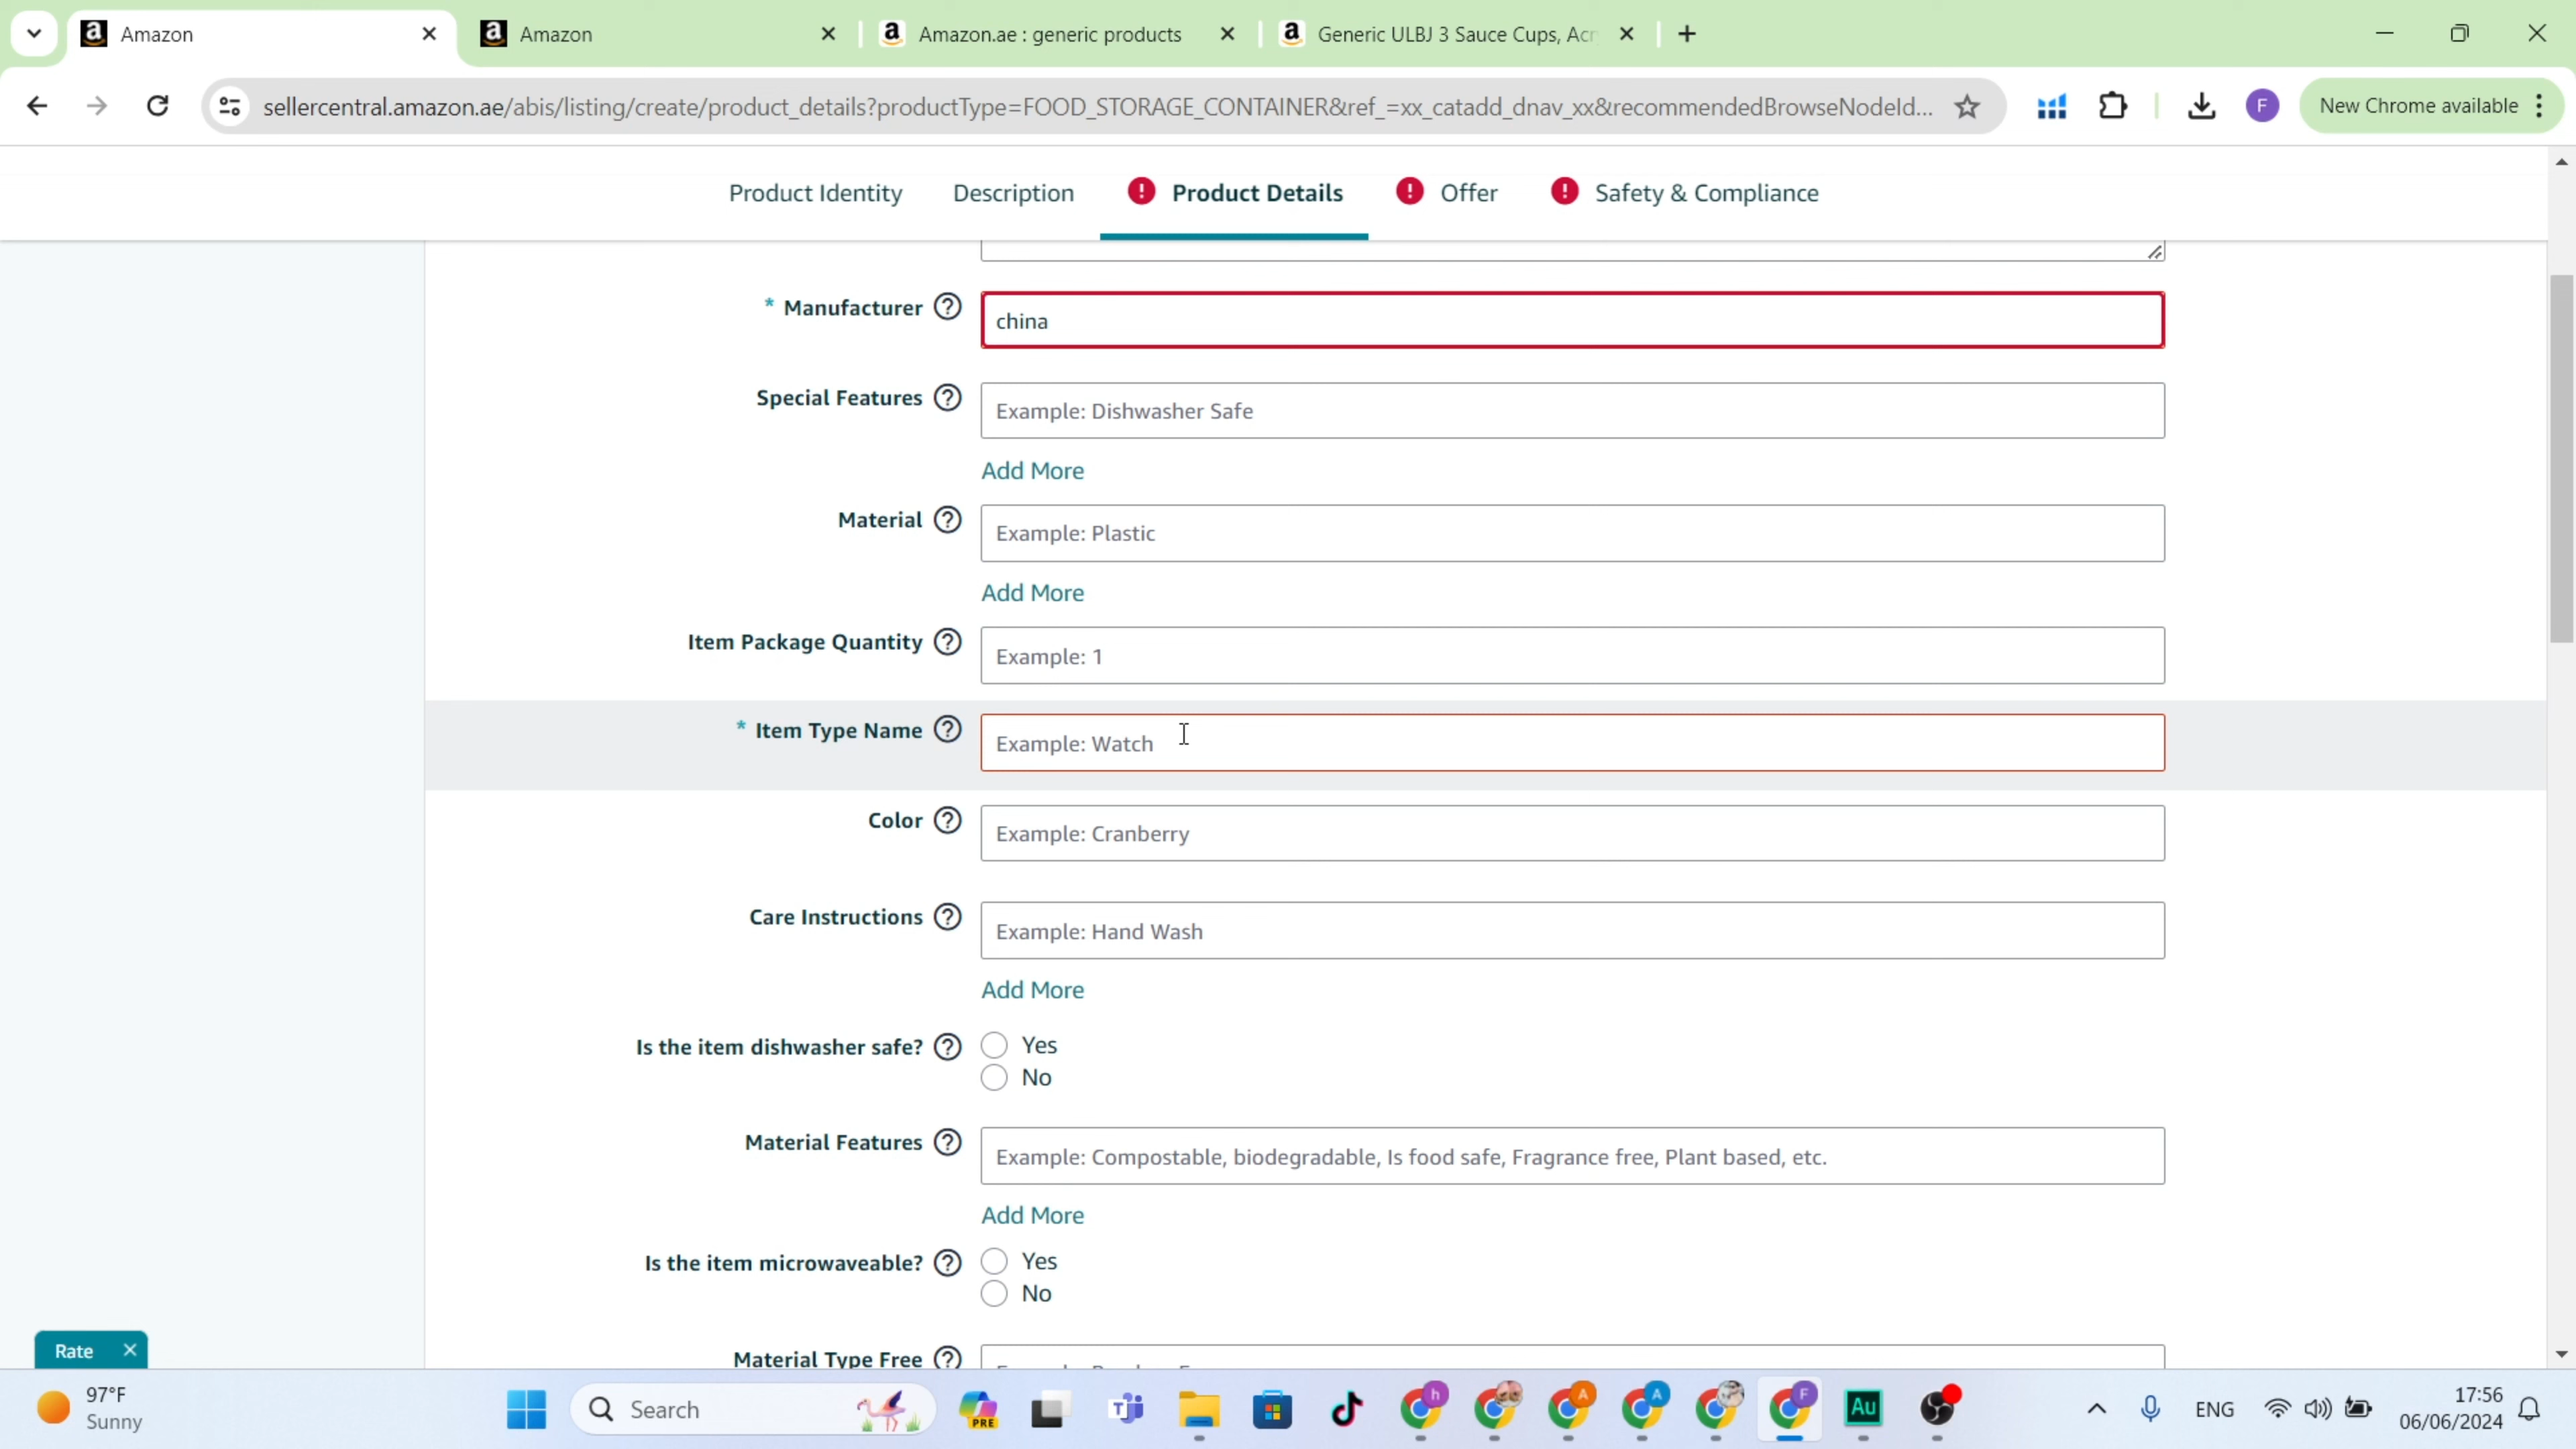 Amazon
Amazon
Amazon.ae : generic products
Generic ULBJ 3 Sauce Cups, Acr
sellercentral.amazon.ae/abis/listing/create/product_details?productType=FOOD_STORAGE_CONTAINER&ref_=xx_catadd_dnav_xx&recommendedBrowseNodeId...
F
New Chrome available
Product Identity
Description
! Product Details
! Offer
! Safety & Compliance
* Manufacturer ?
china
Special Features ?
Example: Dishwasher Safe
Add More
Material ?
Example: Plastic
Add More
Item Package Quantity ?
Example: 1
* Item Type Name ?
Example: Watch
Color ?
Example: Cranberry
Care Instructions ?
Example: Hand Wash
Add More
Is the item dishwasher safe? ?
Yes
No
Material Features ?
Example: Compostable, biodegradable, Is food safe, Fragrance free, Plant based, etc.
Add More
Is the item microwaveable? ?
Yes
No
Material Type Free ?
Rate
97°F
Sunny
Search
PRE
h
A
A
F
Au
ENG
17:56
06/06/2024